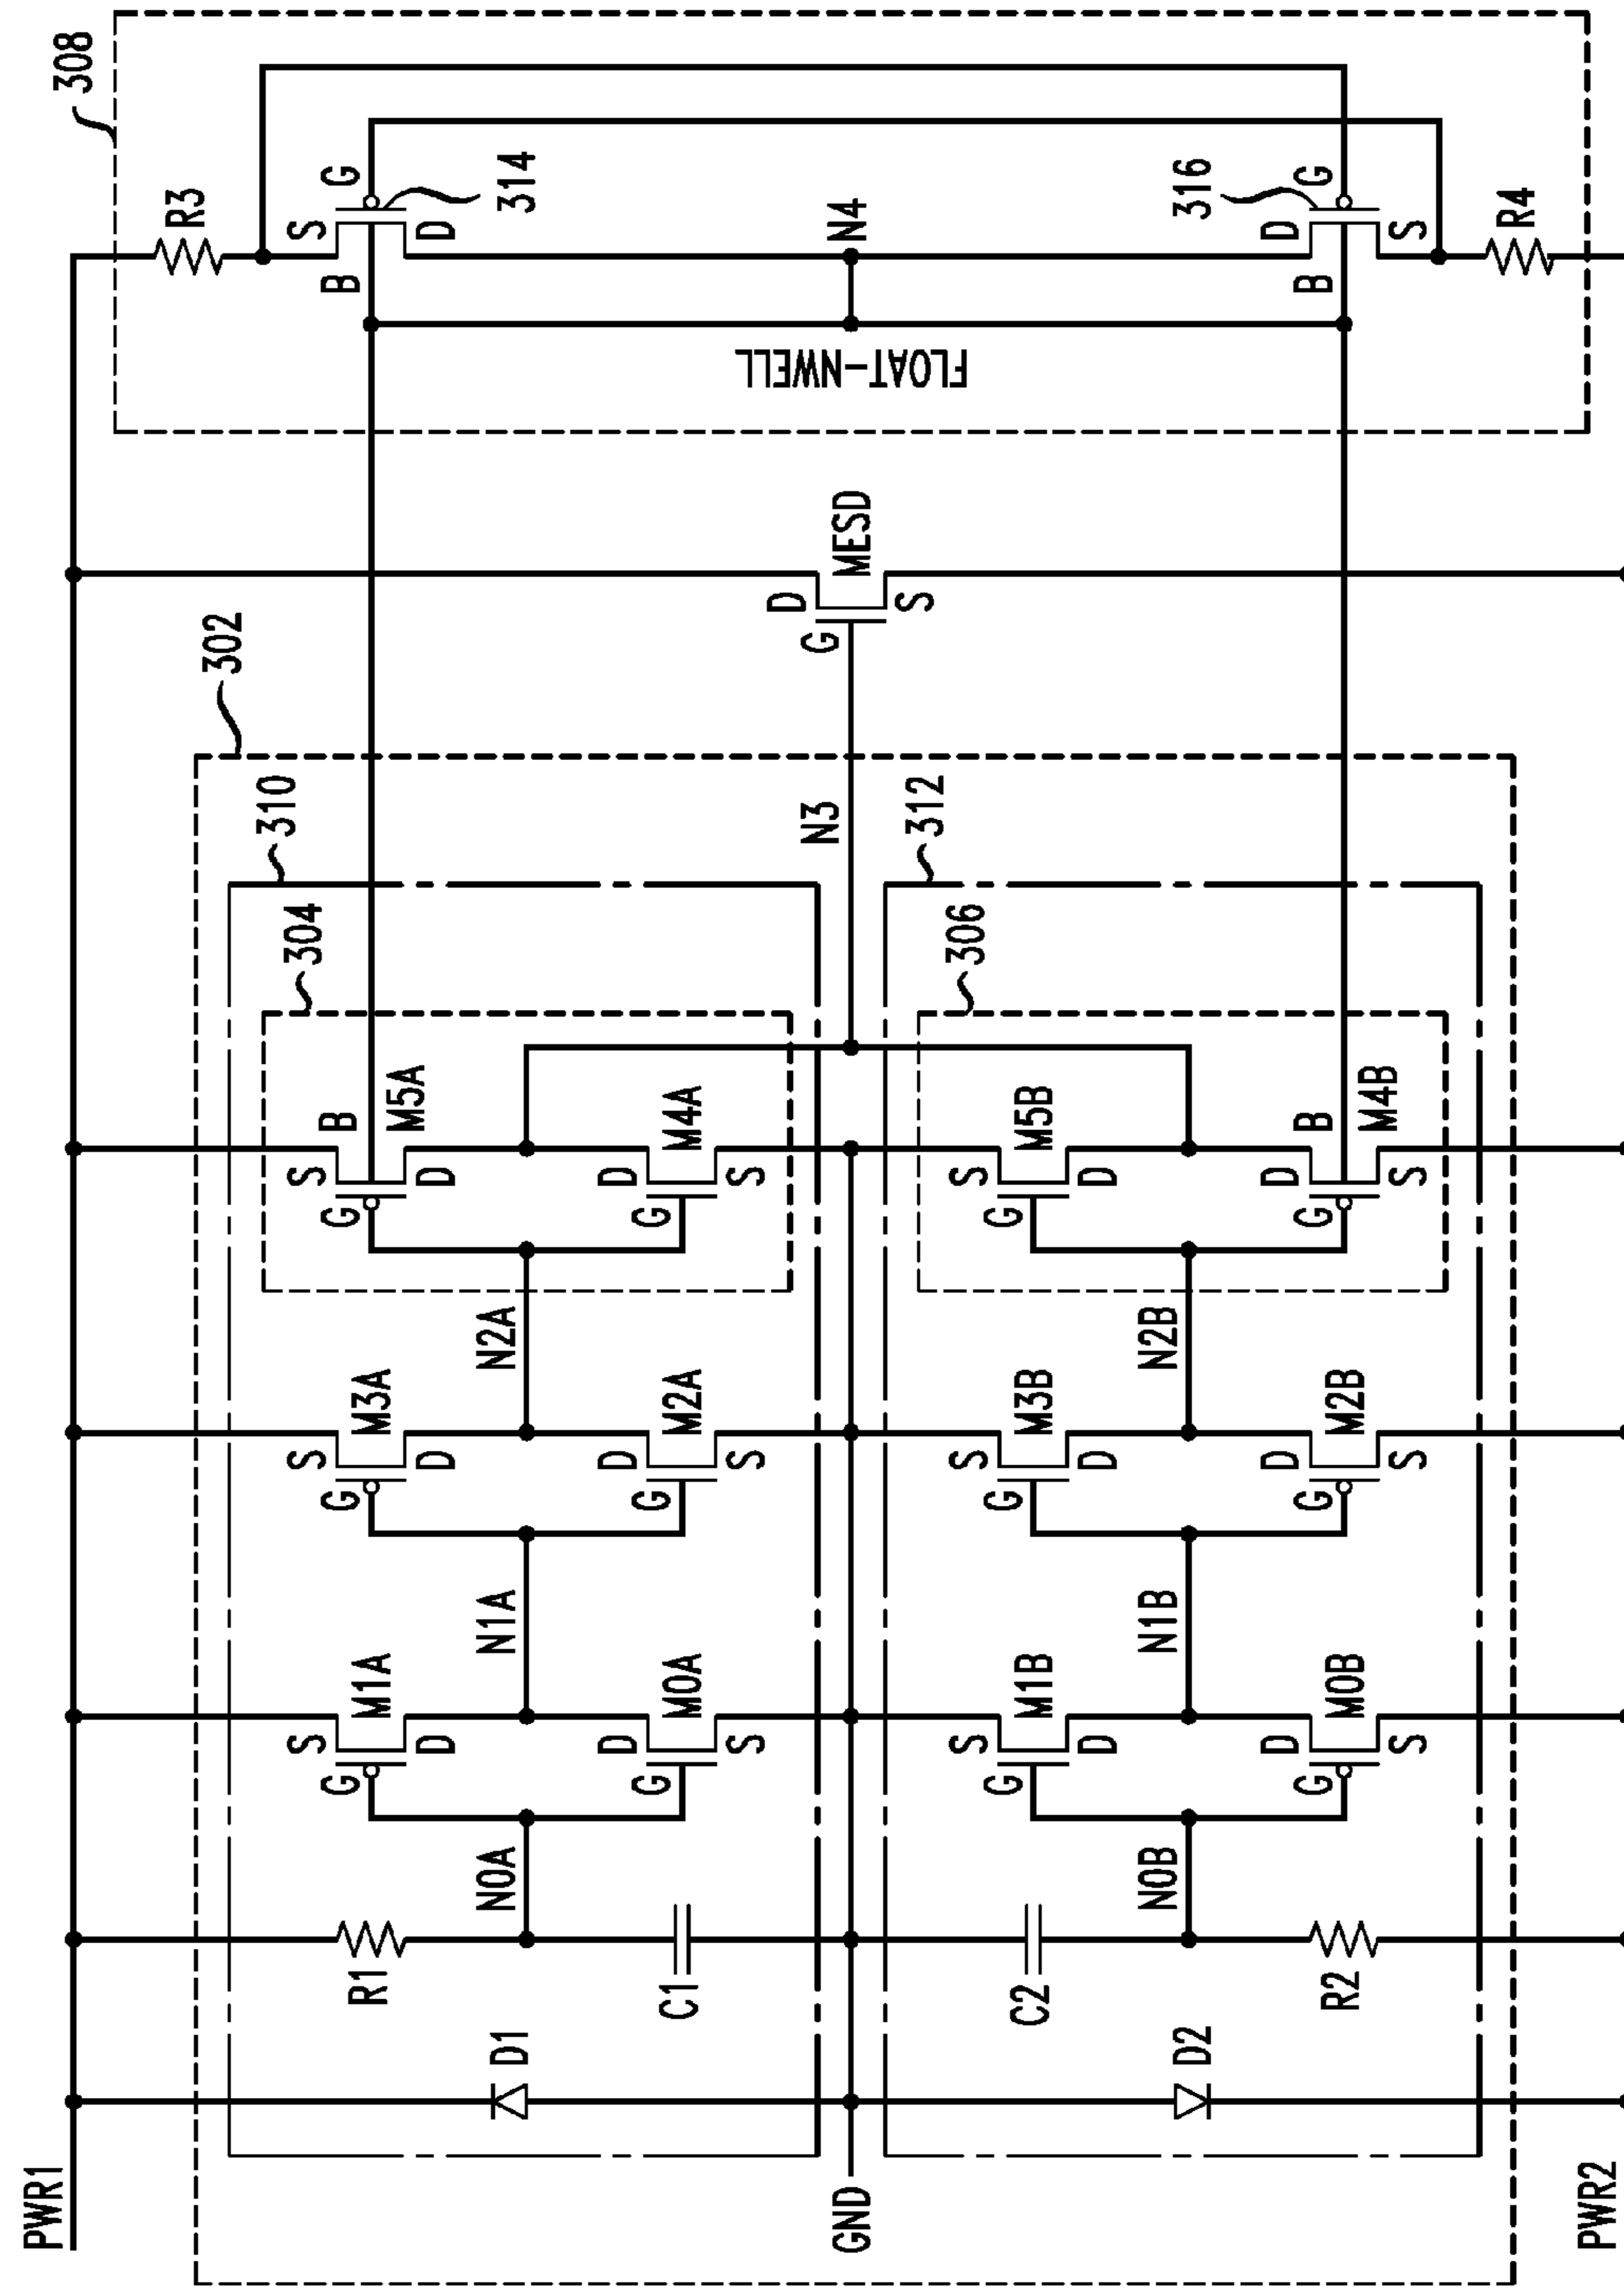 308
R3
S
G
B
D
314
N4
FLOAT-NWELL
316
D
G
B
S
R4
D
MESD
G
S
302
310
304
N3
312
306
S
B
G
M5A
D
D
M4A
G
S
S
M5B
G
D
D
B
G
M4B
S
N2A
N2B
S
M3A
G
D
D
M2A
G
S
S
M3B
G
D
D
M2B
G
S
N1A
N1B
S
M1A
G
D
D
M0A
G
S
S
M1B
G
D
D
M0B
G
S
N0A
N0B
R1
C1
C2
R2
D1
D2
PWR1
GND
PWR2